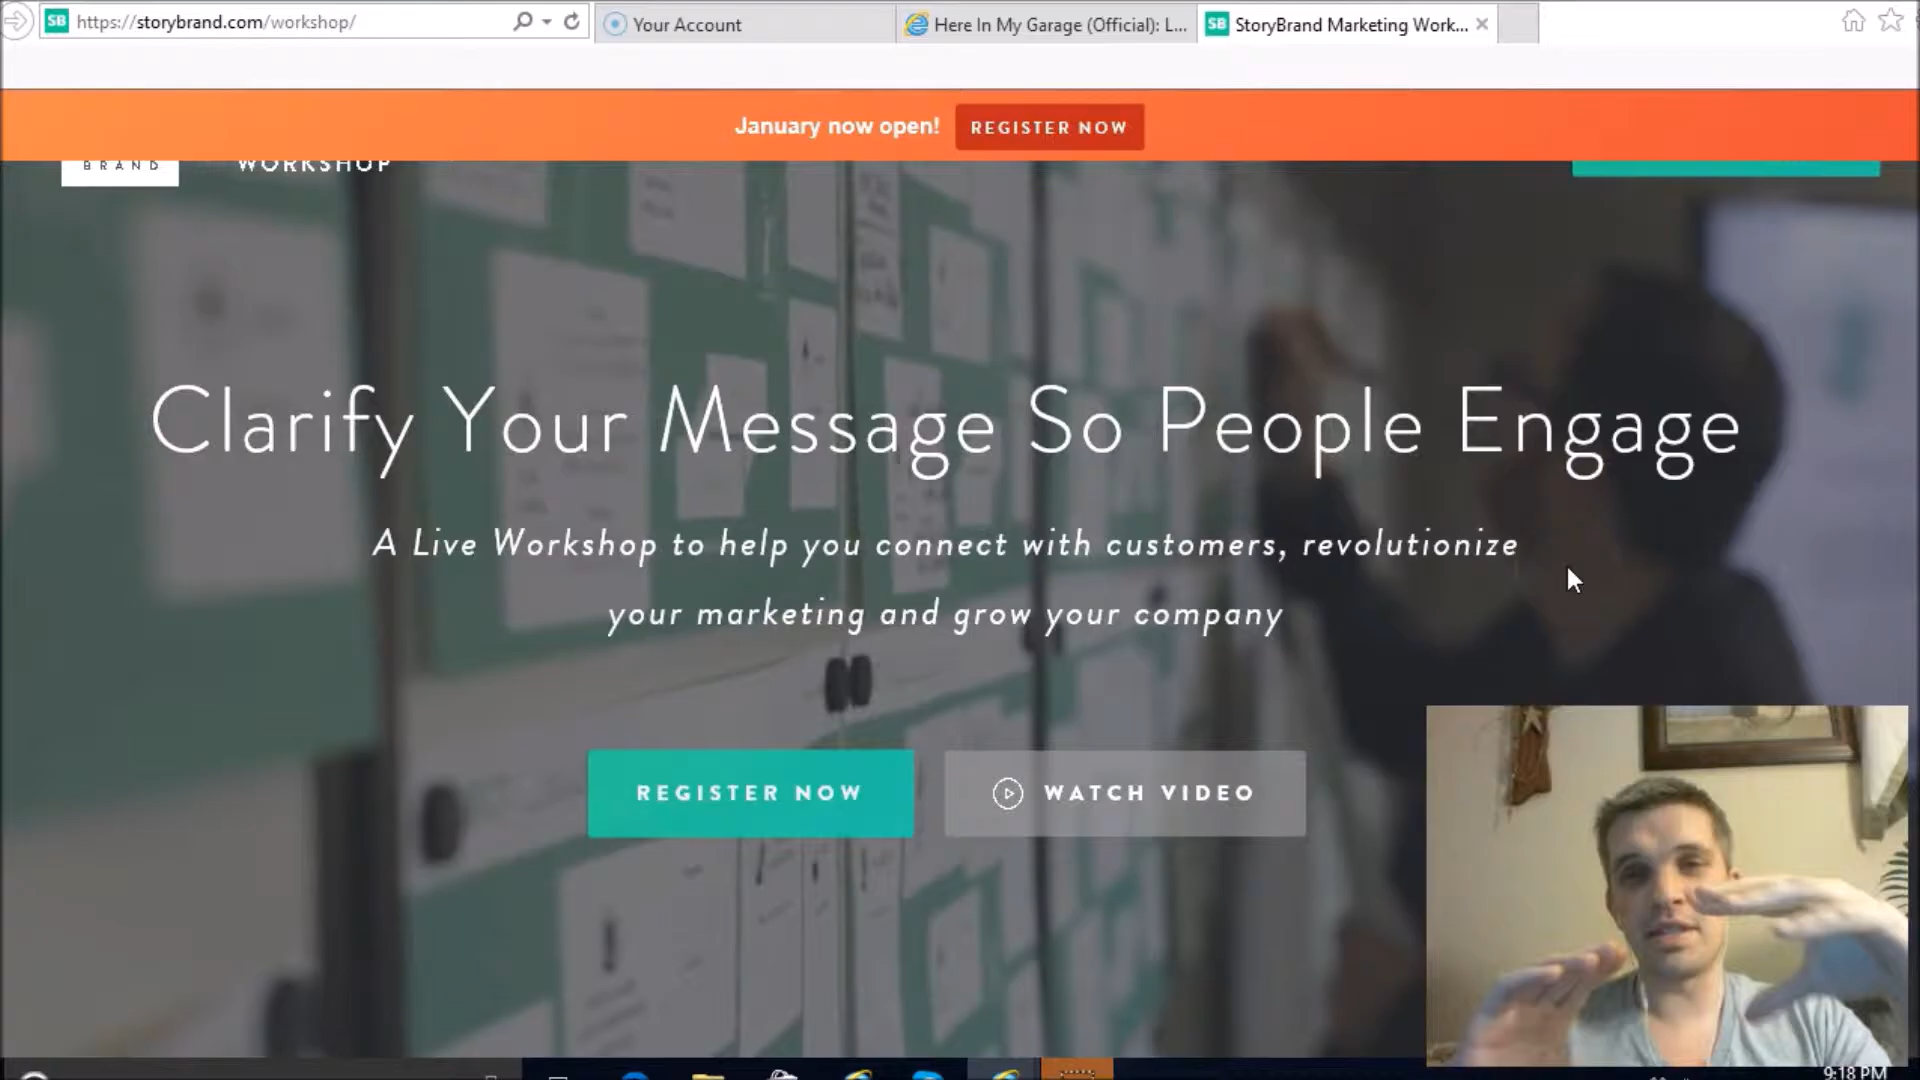 https://storybrand.com/workshop/
Your Account
Here In My Garage (Official): L...
SB StoryBrand Marketing Work...
January now open! REGISTER NOW
BRAND WORKSHOP
Clarify Your Message So People Engage
A Live Workshop to help you connect with customers, revolutionize
your marketing and grow your company
REGISTER NOW
WATCH VIDEO
9:18 PM